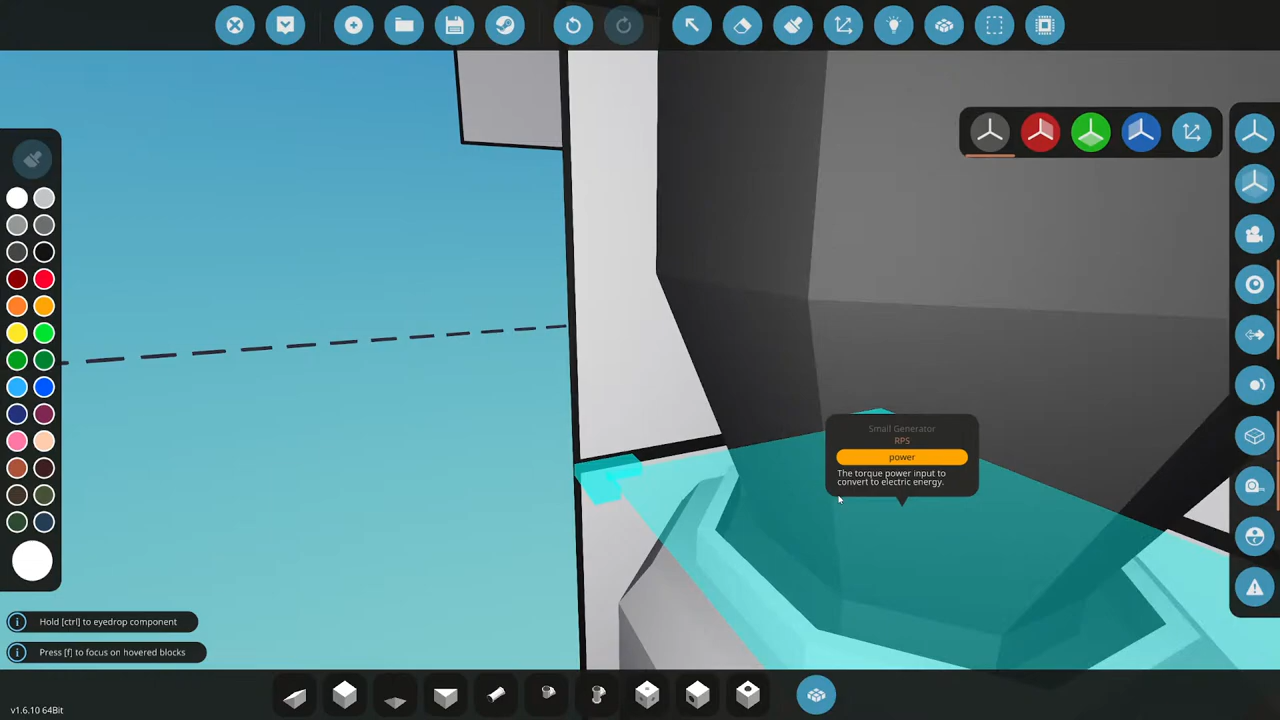 Small Generator
RPS
power
The torque power input to
convert to electric energy.
Hold [ctrl] to eyedrop component
Press [f] to focus on hovered blocks
v1.6.10 64Bit